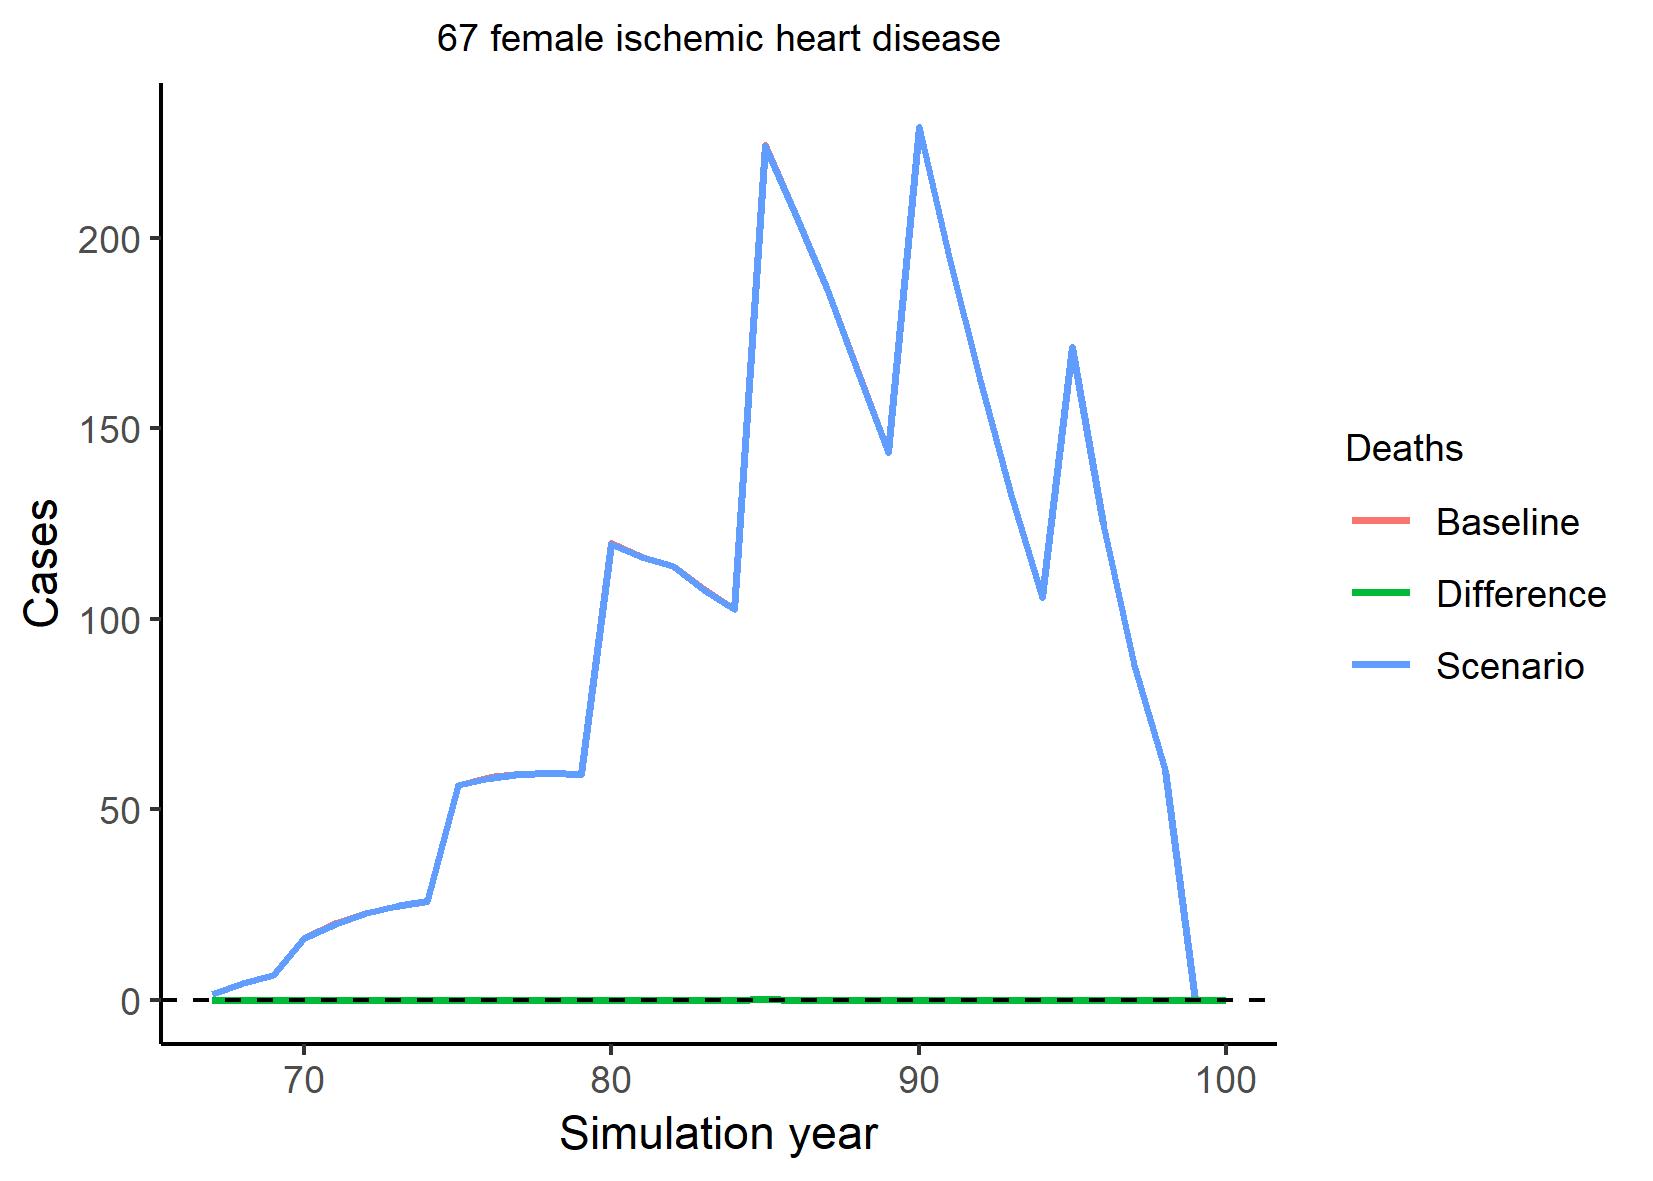 67 female ischemic heart disease
Cases
200
150
100
50
0
70 80 90 100
Simulation year
Deaths
Baseline
Difference
Scenario